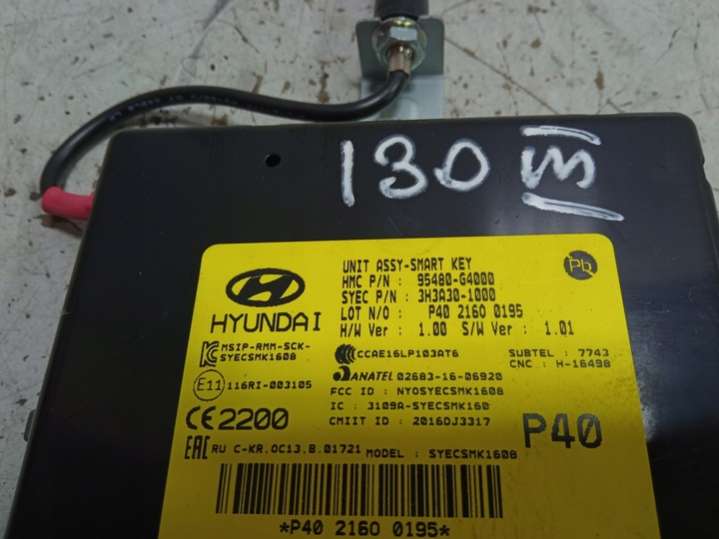 I30 III
UNIT ASSY-SMART KEY
HMC P/N : 95480-G4000
SYEC P/N : 3H3A30-1000
LOT N/O : P40 2160 0195
H/W Ver : 1.00 S/W Ver : 1.01
Pb
HYUNDAI
MSIP-RMM-SCK-
SYECSMK1608
CCAE16LP103AT6
SUBTEL : 7743
CNC : H-16498
E11 116RI-003105
ANATEL 02683-16-06920
FCC ID : NYOSYECSMK1608
IC : 3109A-SYECSMK160
CMIIT ID : 2016DJ3317
CE2200
P40
EAC RU C-KR.OC13.B.01721 MODEL : SYECSMK1608
*P40 2160 0195*